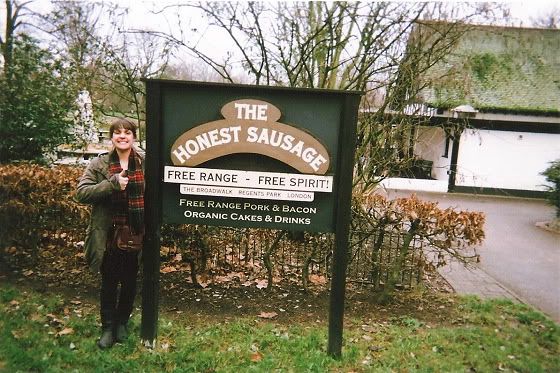 THE
HONEST SAUSAGE
FREE RANGE - FREE SPIRIT!
THE BROADWALK REGENTS PARK LONDON
FREE RANGE PORK & BACON
ORGANIC CAKES & DRINKS